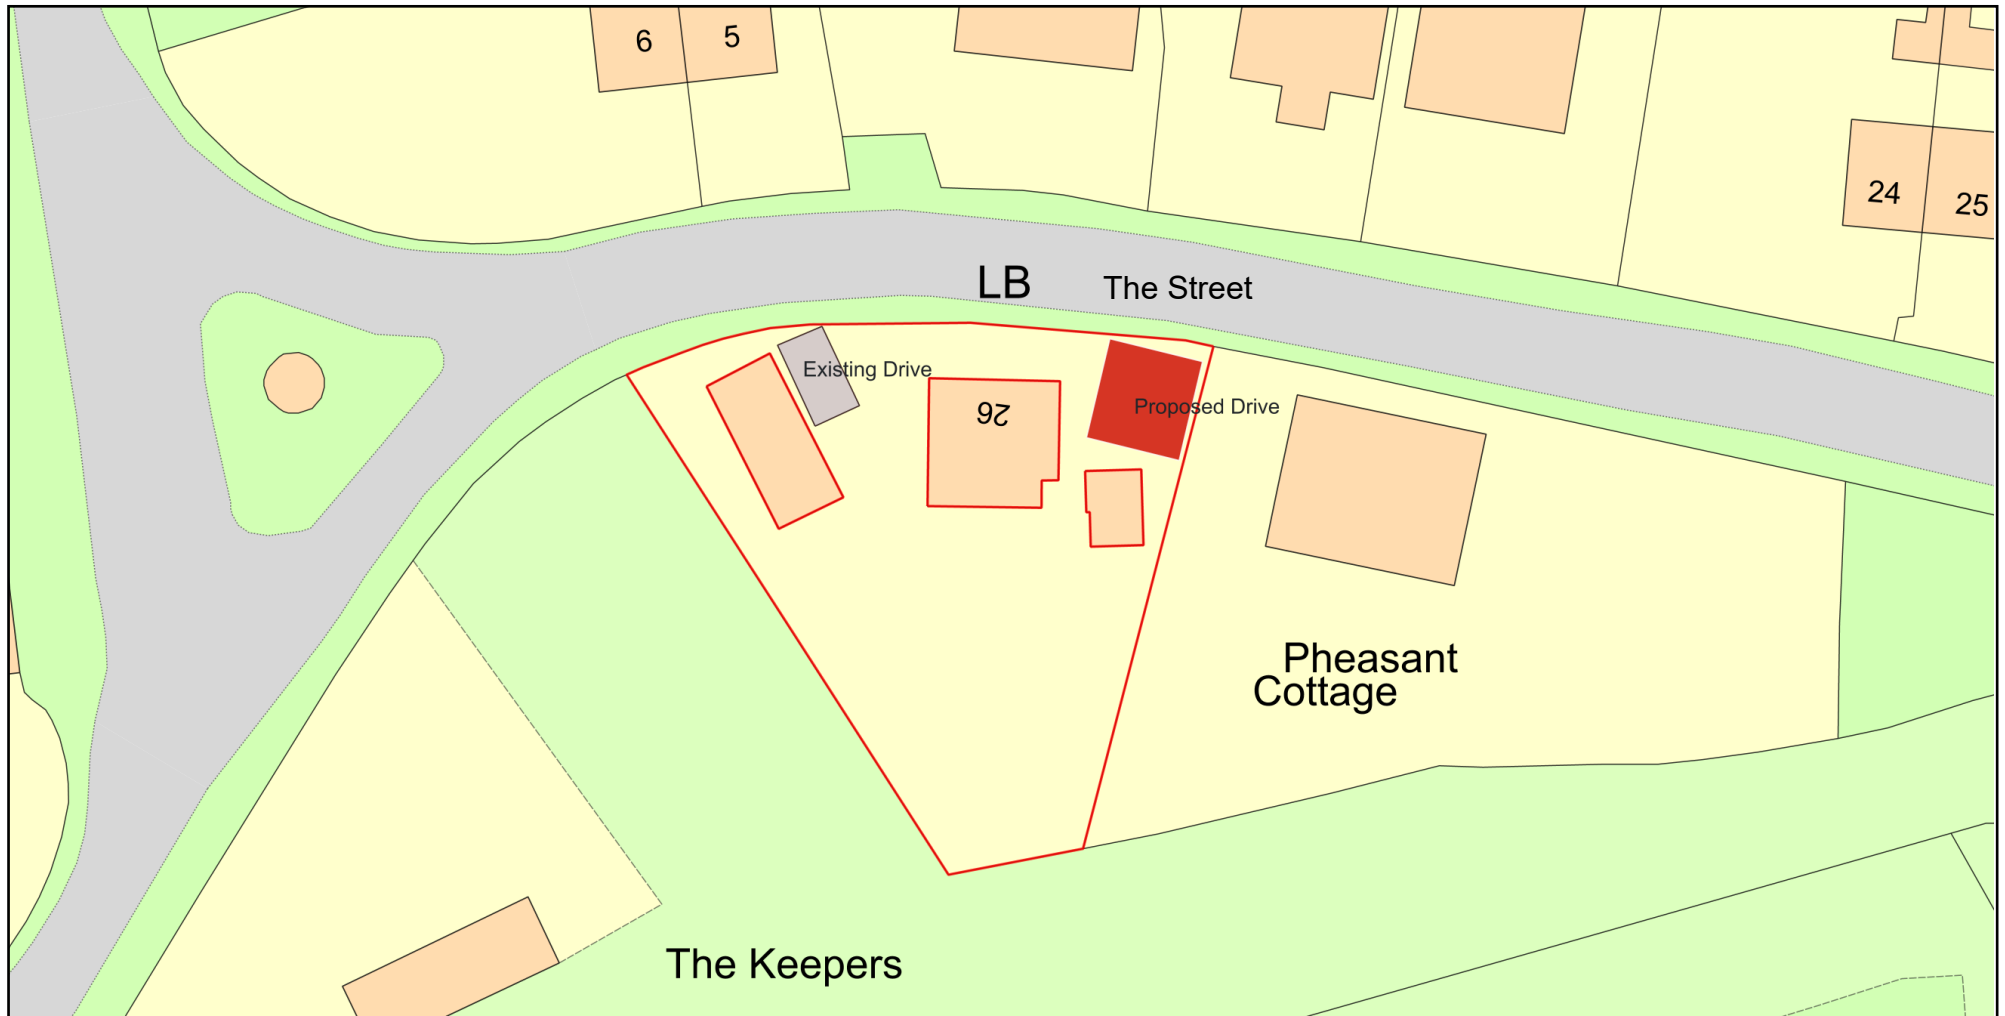 6
5
24
25
LB
The Street
Existing Drive
26
Proposed Drive
Pheasant
Cottage
The Keepers